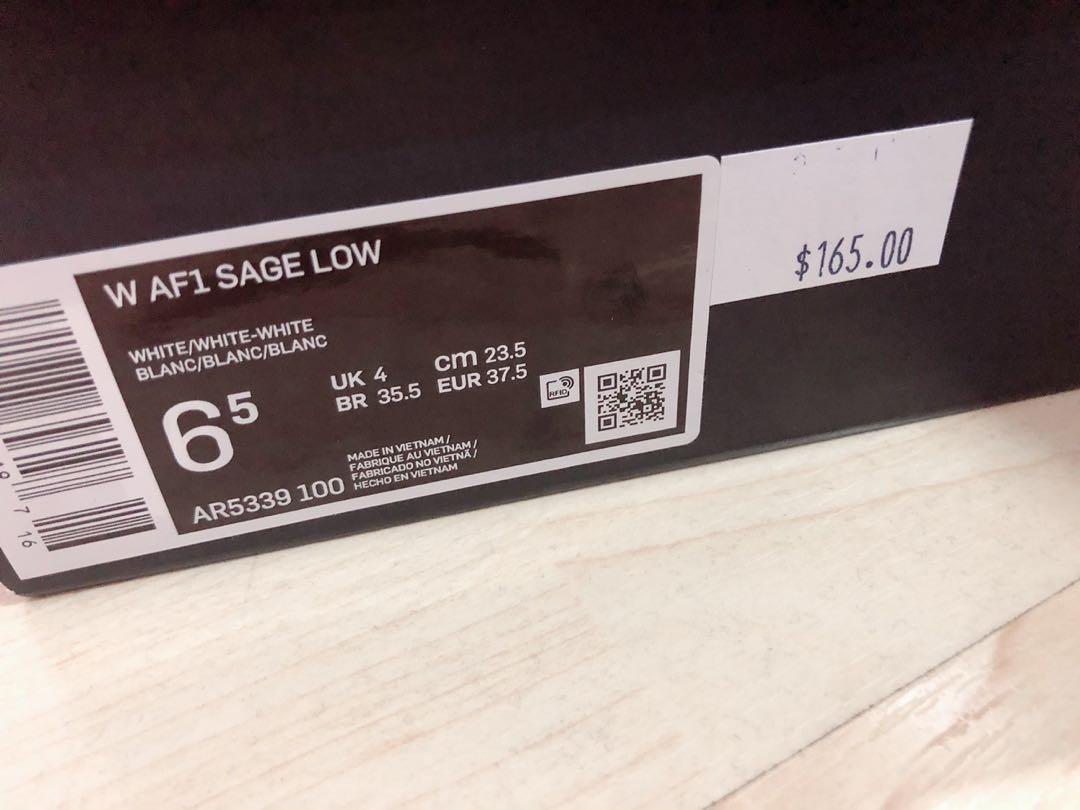 W AF1 SAGE LOW
WHITE/WHITE-WHITE
BLANC/BLANC/BLANC
6⁵
UK 4
BR 35.5
cm 23.5
EUR 37.5
RFID
MADE IN VIETNAM /
FABRIQUE AU VIETNAM /
FABRICADO NO VIETNÃ /
HECHO EN VIETNAM
AR5339 100
$165.00
7 16